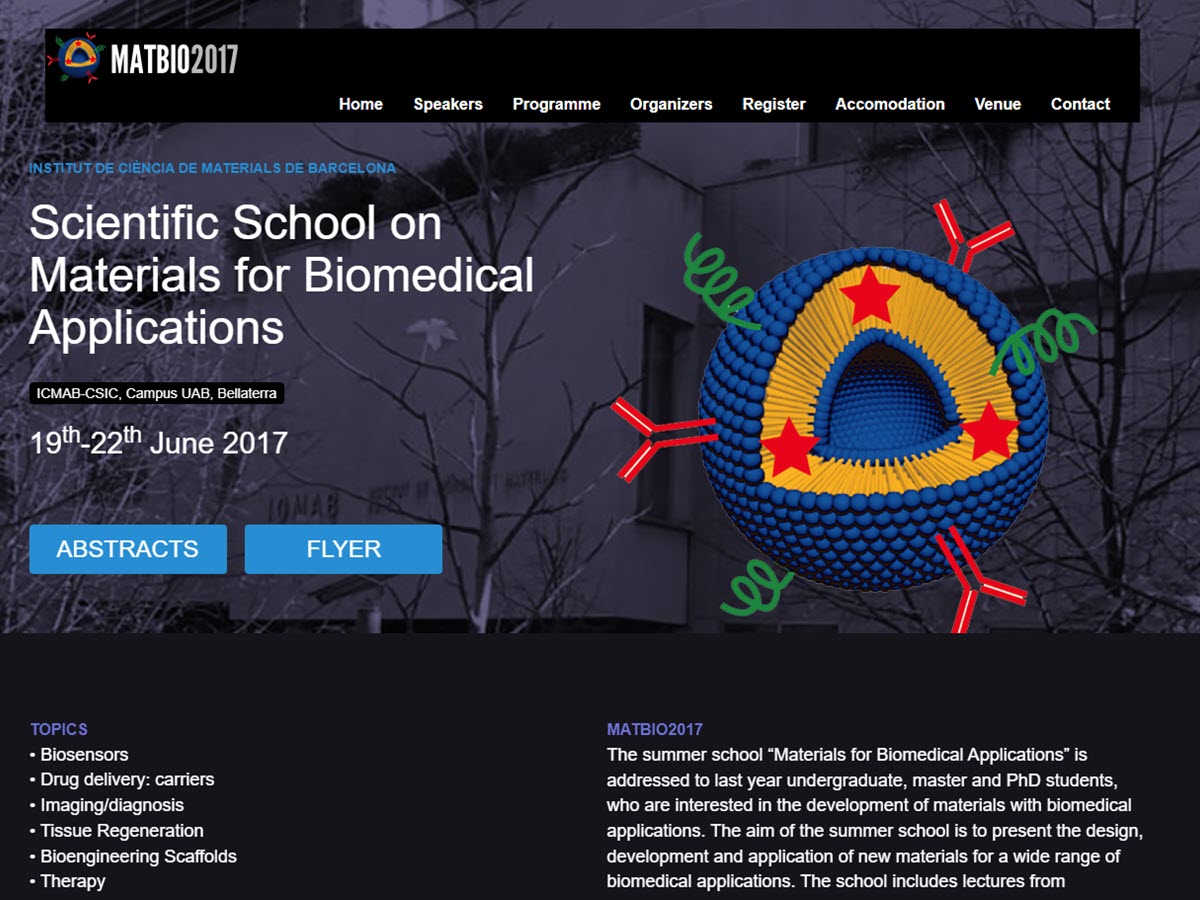 MATBIO2017
Home Speakers Programme Organizers Register Accomodation Venue Contact
INSTITUT DE CIÈNCIA DE MATERIALS DE BARCELONA
Scientific School on
Materials for Biomedical
Applications
ICMAB-CSIC, Campus UAB, Bellaterra
19th-22th June 2017
ICMAB
ABSTRACTS FLYER
TOPICS
• Biosensors
• Drug delivery: carriers
• Imaging/diagnosis
• Tissue Regeneration
• Bioengineering Scaffolds
• Therapy
MATBIO2017
The summer school “Materials for Biomedical Applications” is
addressed to last year undergraduate, master and PhD students,
who are interested in the development of materials with biomedical
applications. The aim of the summer school is to present the design,
development and application of new materials for a wide range of
biomedical applications. The school includes lectures from